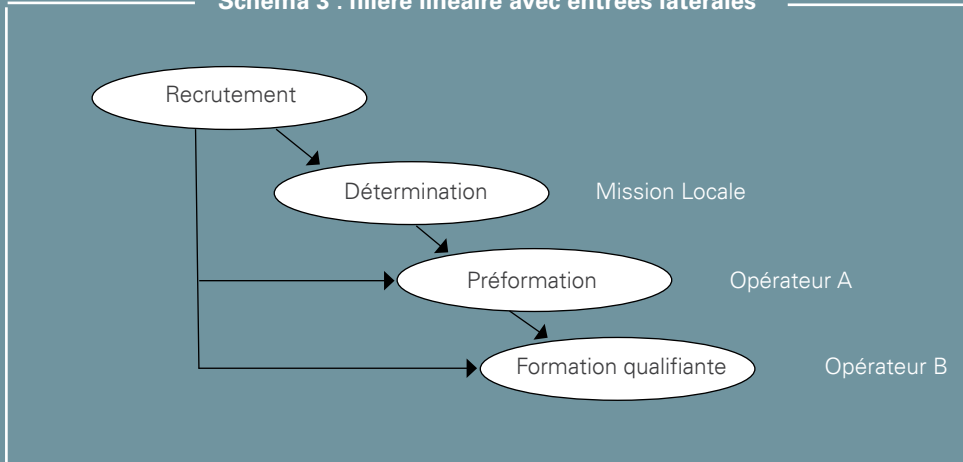 Schéma 3 : filière linéaire avec entrées latérales
Recrutement
Détermination Mission Locale
Préformation Opérateur A
Formation qualifiante Opérateur B